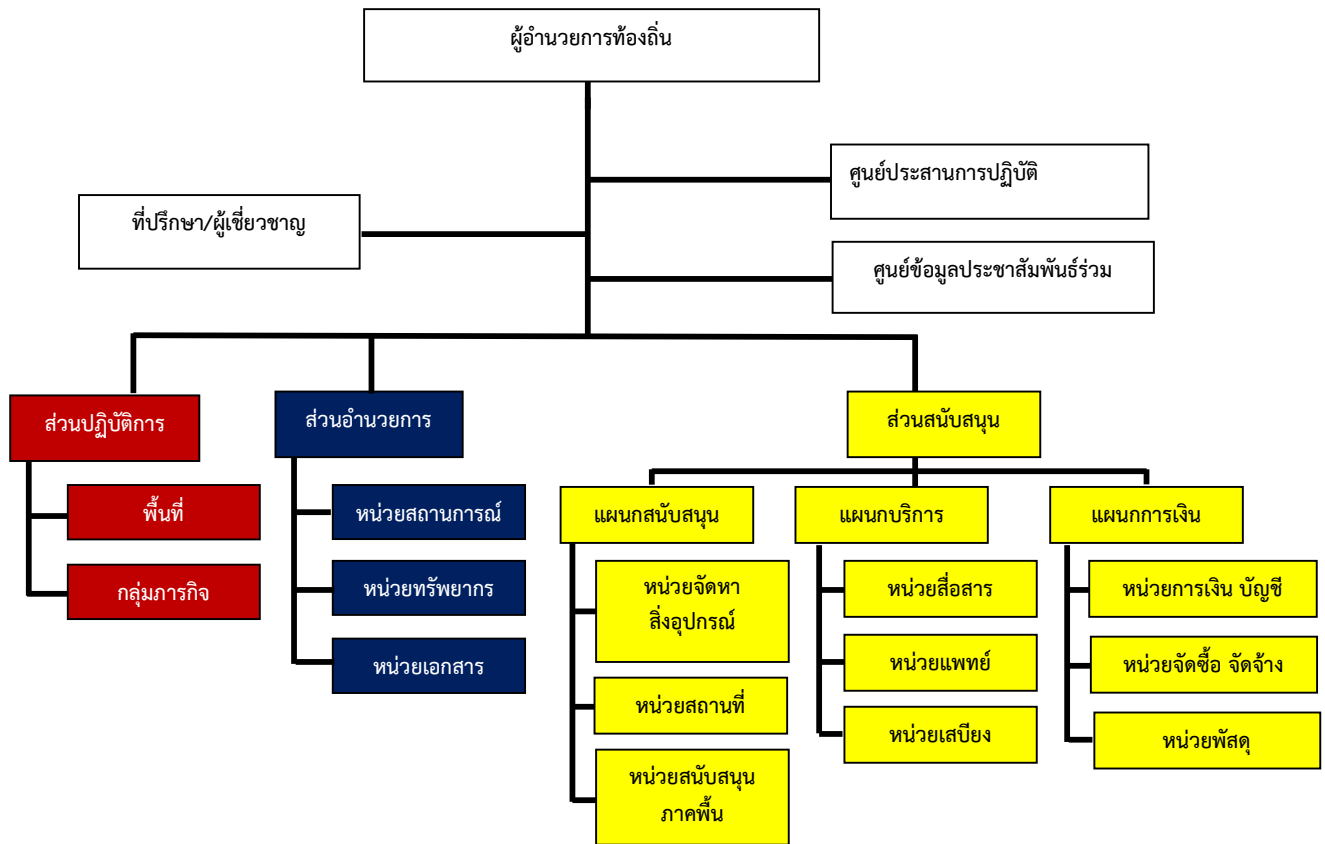 ผู้อำนวยการท้องถิ่น
ศูนย์ประสานการปฏิบัติ
ที่ปรึกษา/ผู้เชี่ยวชาญ
ศูนย์ข้อมูลประชาสัมพันธ์ร่วม
ส่วนปฏิบัติการ
พื้นที่
กลุ่มภารกิจ
ส่วนอำนวยการ
หน่วยสถานการณ์
หน่วยทรัพยากร
หน่วยเอกสาร
ส่วนสนับสนุน
แผนกสนับสนุน
หน่วยจัดหา
สิ่งอุปกรณ์
หน่วยสถานที่
หน่วยสนับสนุน
ภาคพื้น
แผนกบริการ
หน่วยสื่อสาร
หน่วยแพทย์
หน่วยเสบียง
แผนกการเงิน
หน่วยการเงิน บัญชี
หน่วยจัดซื้อ จัดจ้าง
หน่วยพัสดุ